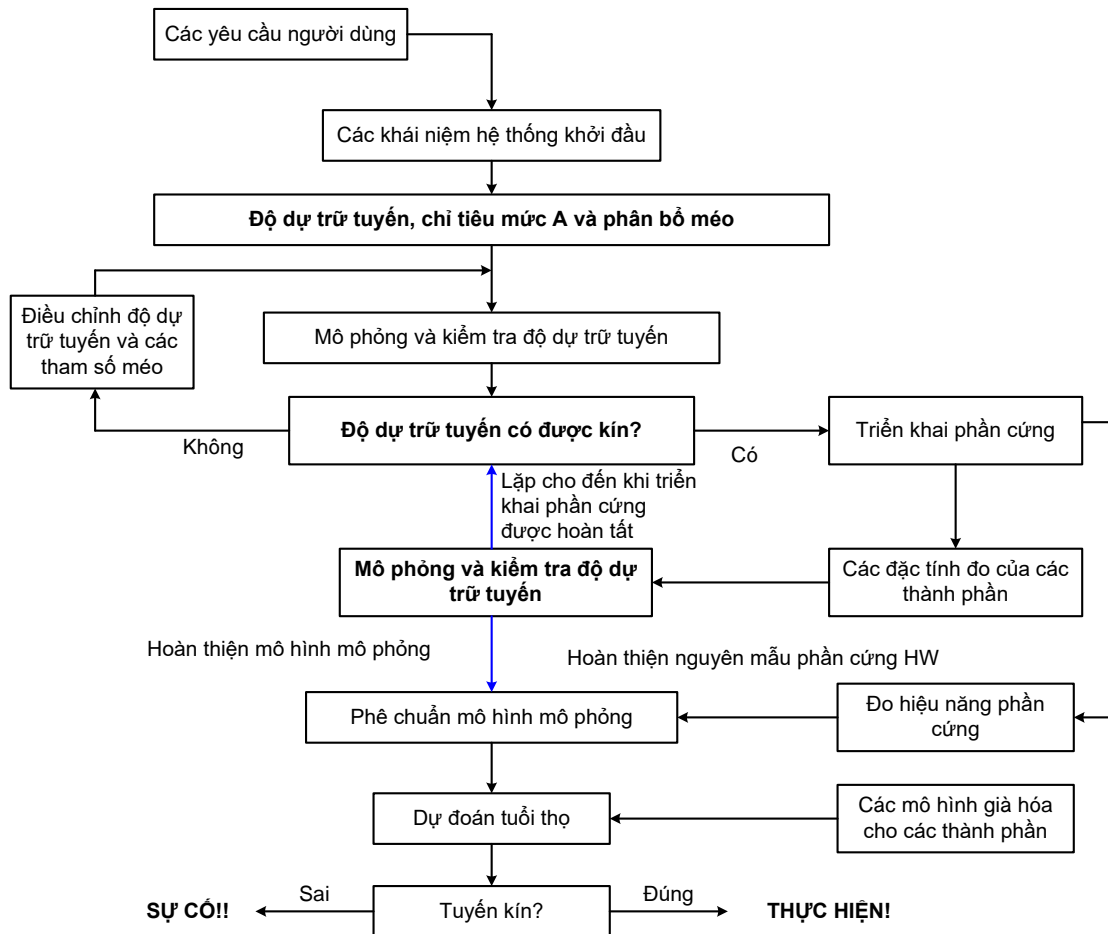 Các yêu cầu người dùng
Các khái niệm hệ thống khởi đầu
Độ dự trữ tuyến, chỉ tiêu mức A và phân bổ méo
Điều chỉnh độ dự
trữ tuyến và các
tham số méo
Mô phỏng và kiểm tra độ dự trữ tuyến
Không
Độ dự trữ tuyến có được kín?
Có
Triển khai phần cứng
Lặp cho đến khi triển
khai phần cứng
được hoàn tất
Mô phỏng và kiểm tra độ dự
trữ tuyến
Các đặc tính đo của các
thành phần
Hoàn thiện mô hình mô phỏng
Hoàn thiện nguyên mẫu phần cứng HW
Phê chuẩn mô hình mô phỏng
Đo hiệu năng phần
cứng
Dự đoán tuổi thọ
Các mô hình già hóa
cho các thành phần
SỰ CỐ!!
Sai
Tuyến kín?
Đúng
THỰC HIỆN!